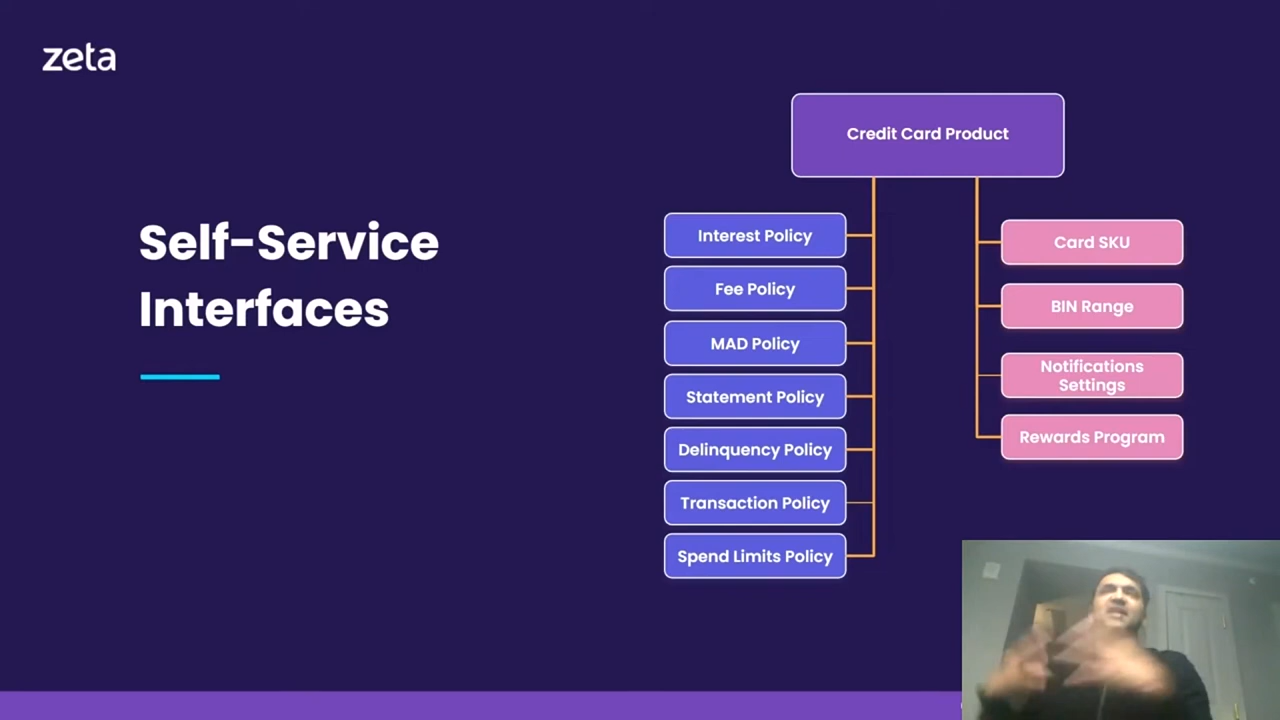 zeta
Self-Service
Interfaces
Credit Card Product
Interest Policy
Fee Policy
MAD Policy
Statement Policy
Delinquency Policy
Transaction Policy
Spend Limits Policy
Card SKU
BIN Range
Notifications
Settings
Rewards Program